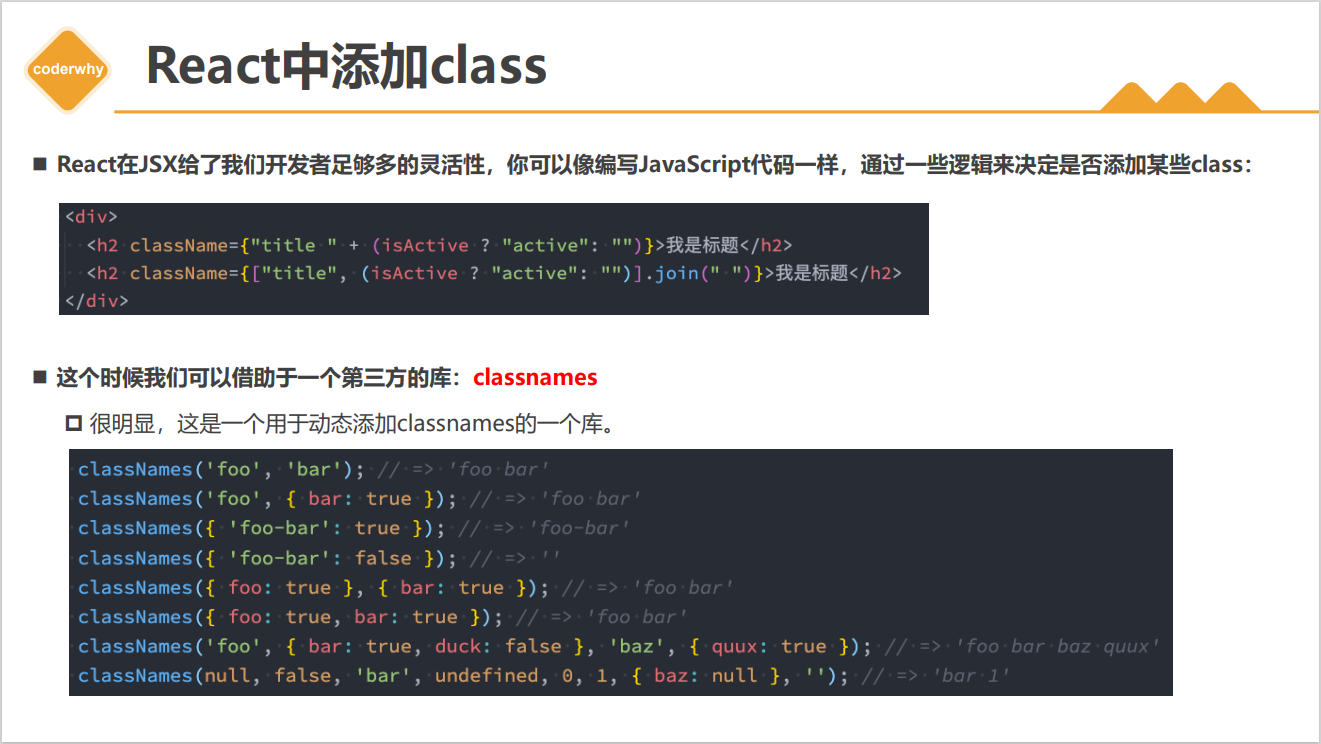 coderwhy
React中添加class
React在JSX给了我们开发者足够多的灵活性，你可以像编写JavaScript代码一样，通过一些逻辑来决定是否添加某些class：
<div>
<h2 className={"title " + (isActive ? "active": "")}>我是标题</h2>
<h2 className={["title", (isActive ? "active": "")].join(" ")}>我是标题</h2>
</div>
这个时候我们可以借助于一个第三方的库：classnames
很明显，这是一个用于动态添加classnames的一个库。
classNames('foo', 'bar'); // => 'foo bar'
classNames('foo', { bar: true }); // => 'foo bar'
classNames({ 'foo-bar': true }); // => 'foo-bar'
classNames({ 'foo-bar': false }); // => ''
classNames({ foo: true }, { bar: true }); // => 'foo bar'
classNames({ foo: true, bar: true }); // => 'foo bar'
classNames('foo', { bar: true, duck: false }, 'baz', { quux: true }); // => 'foo bar baz quux'
classNames(null, false, 'bar', undefined, 0, 1, { baz: null }, ''); // => 'bar 1'